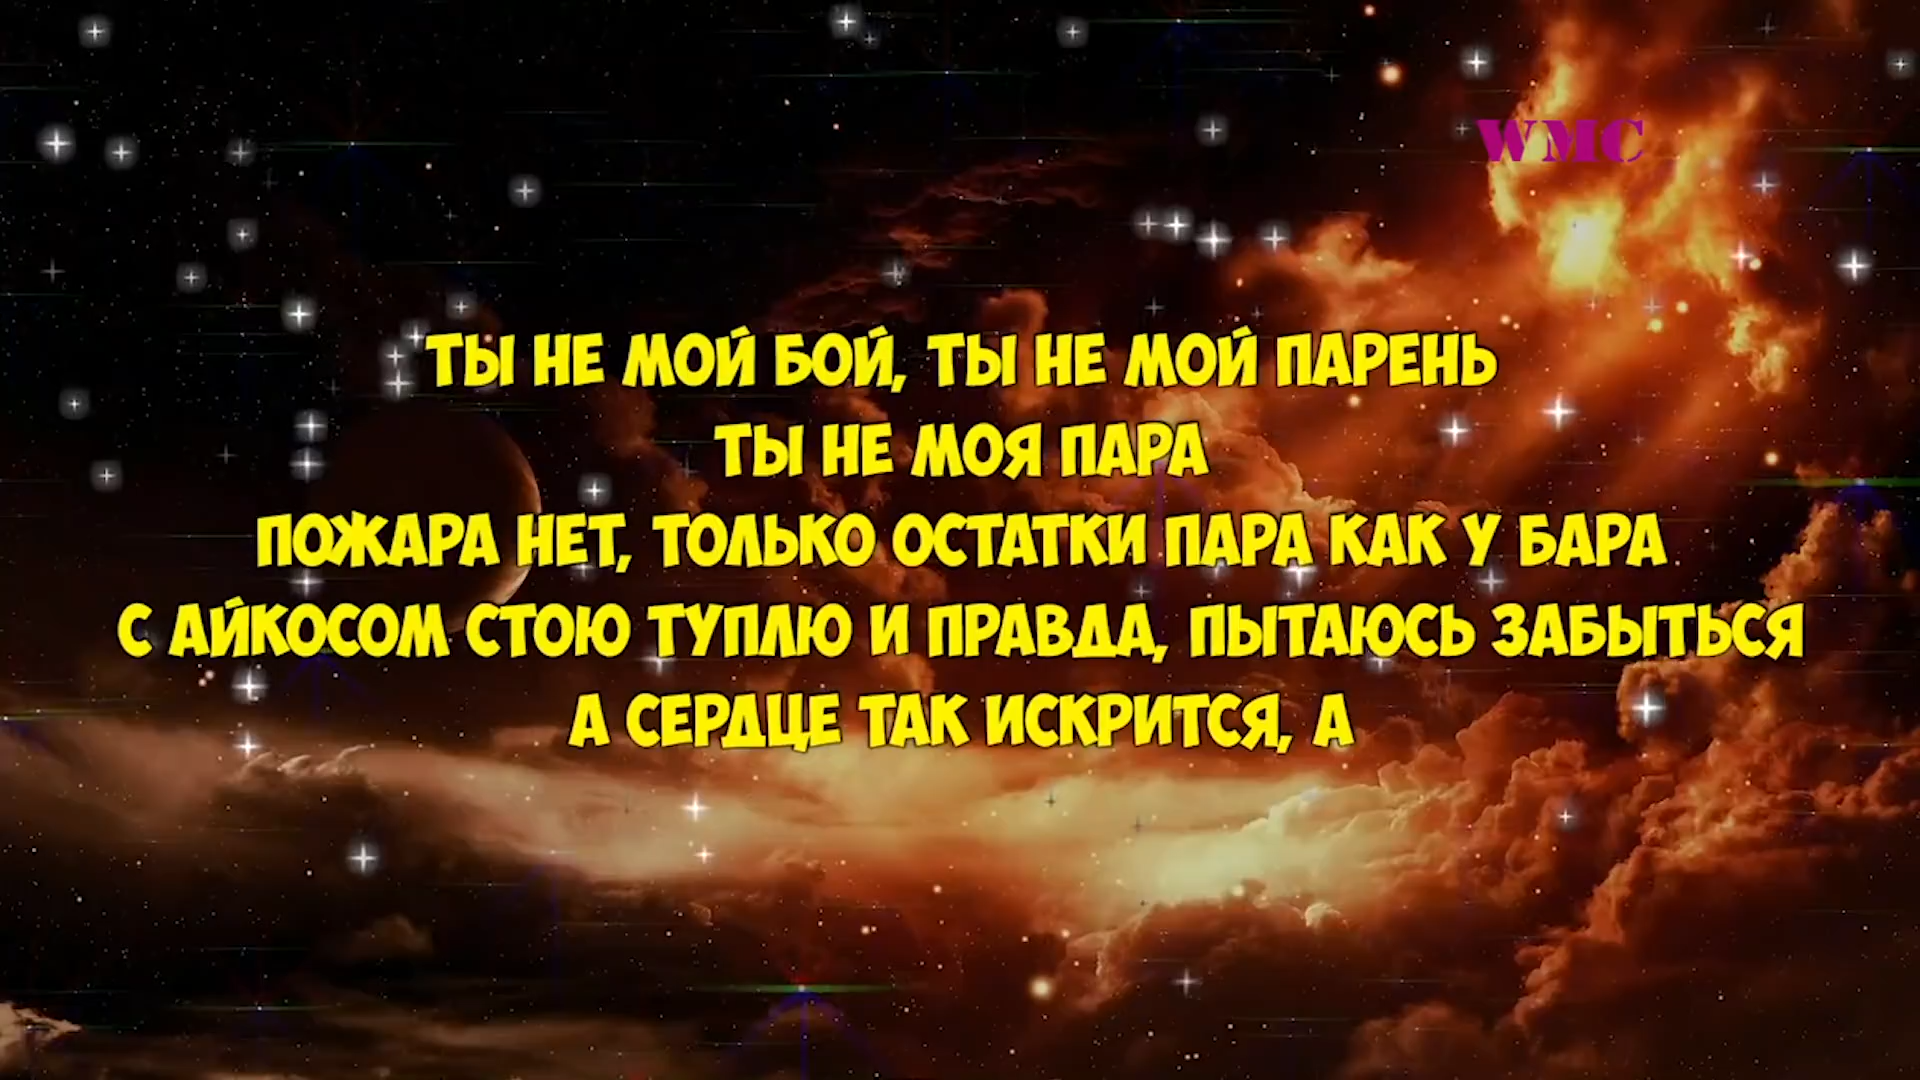 WMC
ТЫ НЕ МОЙ БОЙ, ТЫ НЕ МОЙ ПАРЕНЬ
ТЫ НЕ МОЯ ПАРА
ПОЖАРА НЕТ, ТОЛЬКО ОСТАТКИ ПАРА КАК У БАРА
С АЙКОСОМ СТОЮ ТУПЛЮ И ПРАВДА, ПЫТАЮСЬ ЗАБЫТЬСЯ
А СЕРДЦЕ ТАК ИСКРИТСЯ, А